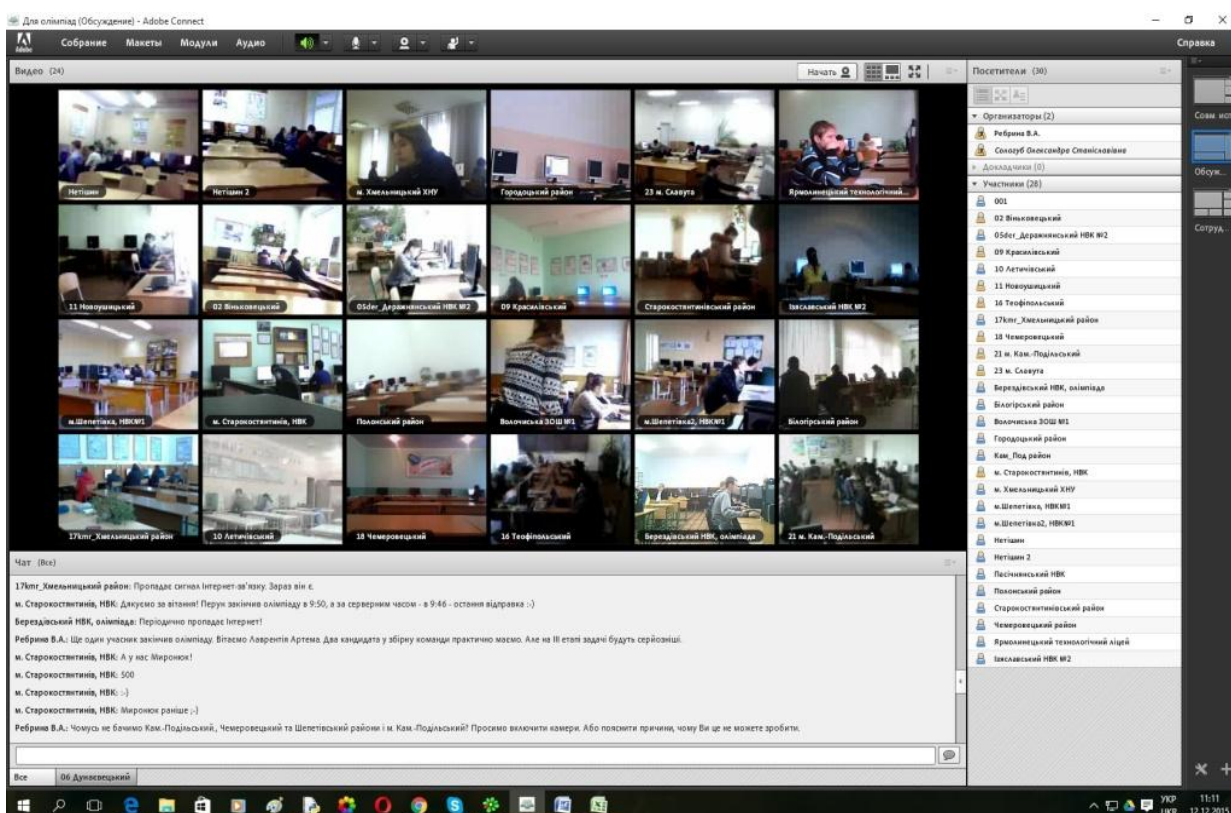 Для олімпіад (Обсуждение) - Adobe Connect
Adobe
Собрание Макеты Модули Аудио
Справка
Видео (24)
Начать
Нетішин
Нетішин 2
м. Хмельницький ХНУ
Городоцький район
23 м. Славута
Ярмолинецький технологічний...
11 Новоушицький
02 Віньковецький
05der_Деражнянський НВК №2
09 Красилівський
Старокостянтинівський район
Ізяславський НВК №2
м.Шепетівка, НВК№1
м. Старокостянтинів, НВК
Полонський район
Волочиська ЗОШ №1
м.Шепетівка2, НВК№1
Білогірський район
17kmr_Хмельницький район
10 Летичівський
18 Чемеровецький
16 Теофіпольський
Берездівський НВК, олімпіада
21 м. Кам.-Подільський
Чат (Все)
17kmr_Хмельницький район: Пропадає сигнал Інтернет-зв'язку. Зараз він є.
м. Старокостянтинів, НВК: Дякуємо за вітання! Перун закінчив олімпіаду в 9:50, а за серверним часом - в 9:46 - остання відправка :-)
Берездівський НВК, олімпіада: Періодично пропадає Інтернет!
Ребрина В.А.: Ще один учасник закінчив олімпіаду. Вітаємо Лаврентія Артема. Два кандидата у збірну команди практично маємо. Але на ІІІ етапі задачі будуть серйозніші.
м. Старокостянтинів, НВК: А у нас Миронюк!
м. Старокостянтинів, НВК: 500
м. Старокостянтинів, НВК: :-)
м. Старокостянтинів, НВК: Миронюк раніше ;-)
Ребрина В.А.: Чомусь не бачимо Кам.-Подільський, Чемеровецький та Шепетівський райони і м. Кам.-Подільський? Просимо включити камери. Або пояснити причини, чому Ви це не можете зробити.
Все
06 Дунаєвецький
Посетители (30)
Организаторы (2)
Ребрина В.А.
Сологуб Олександра Станіславівна
Докладчики (0)
Участники (28)
001
02 Віньковецький
05der_Деражнянський НВК №2
09 Красилівський
10 Летичівський
11 Новоушицький
16 Теофіпольський
17kmr_Хмельницький район
18 Чемеровецький
21 м. Кам.-Подільський
23 м. Славута
Берездівський НВК, олімпіада
Білогірський район
Волочиська ЗОШ №1
Городоцький район
Кам_Под район
м. Старокостянтинів, НВК
м. Хмельницький ХНУ
м.Шепетівка, НВК№1
м.Шепетівка2, НВК№1
Нетішин
Нетішин 2
Пасічнянський НВК
Полонський район
Старокостянтинівський район
Чемеровецький район
Ярмолинецький технологічний ліцей
Ізяславський НВК №2
Совм. исп
Обсуж...
Сотруд...
УКР
UKR
11:11
12.12.2015